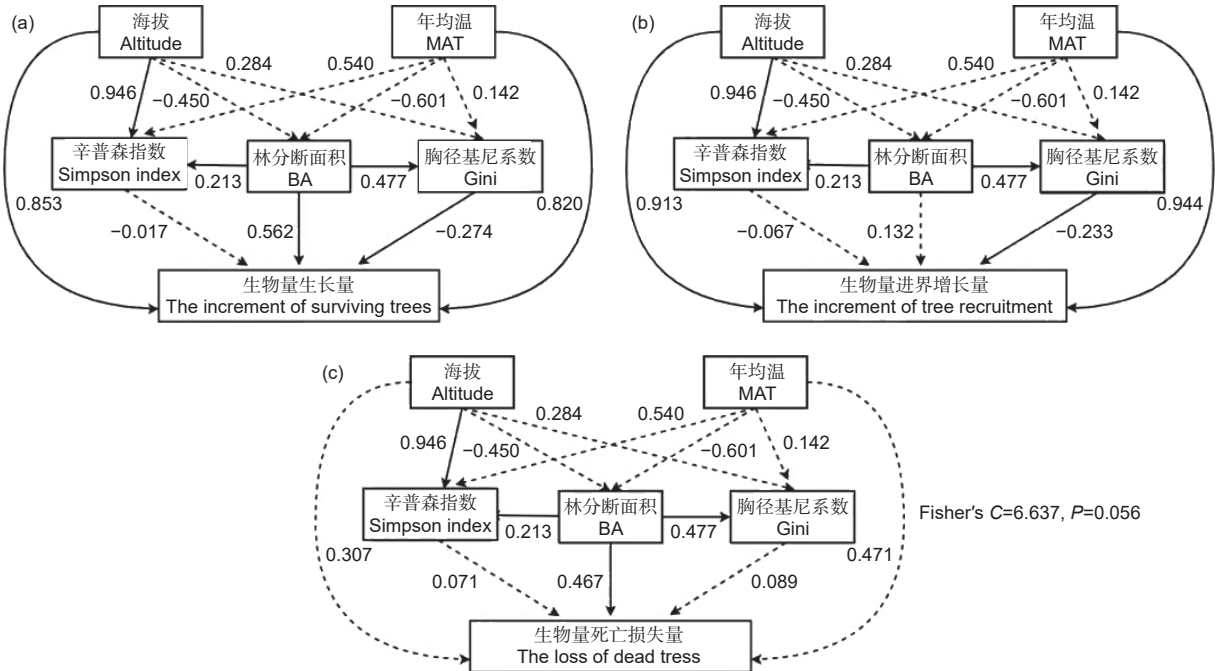 (a)
海拔
Altitude
年均温
MAT
0.284
0.540
0.946
−0.450
−0.601
0.142
辛普森指数
Simpson index
林分断面积
BA
胸径基尼系数
Gini
0.213
0.477
0.853
0.820
−0.017
0.562
−0.274
生物量生长量
The increment of surviving trees
(b)
海拔
Altitude
年均温
MAT
0.284
0.540
0.946
−0.450
−0.601
0.142
辛普森指数
Simpson index
林分断面积
BA
胸径基尼系数
Gini
0.213
0.477
0.913
0.944
−0.067
0.132
−0.233
生物量进界增长量
The increment of tree recruitment
(c)
海拔
Altitude
年均温
MAT
0.284
0.540
0.946
−0.450
−0.601
0.142
辛普森指数
Simpson index
林分断面积
BA
胸径基尼系数
Gini
Fisher's C=6.637, P=0.056
0.213
0.477
0.307
0.471
0.071
0.467
0.089
生物量死亡损失量
The loss of dead tress